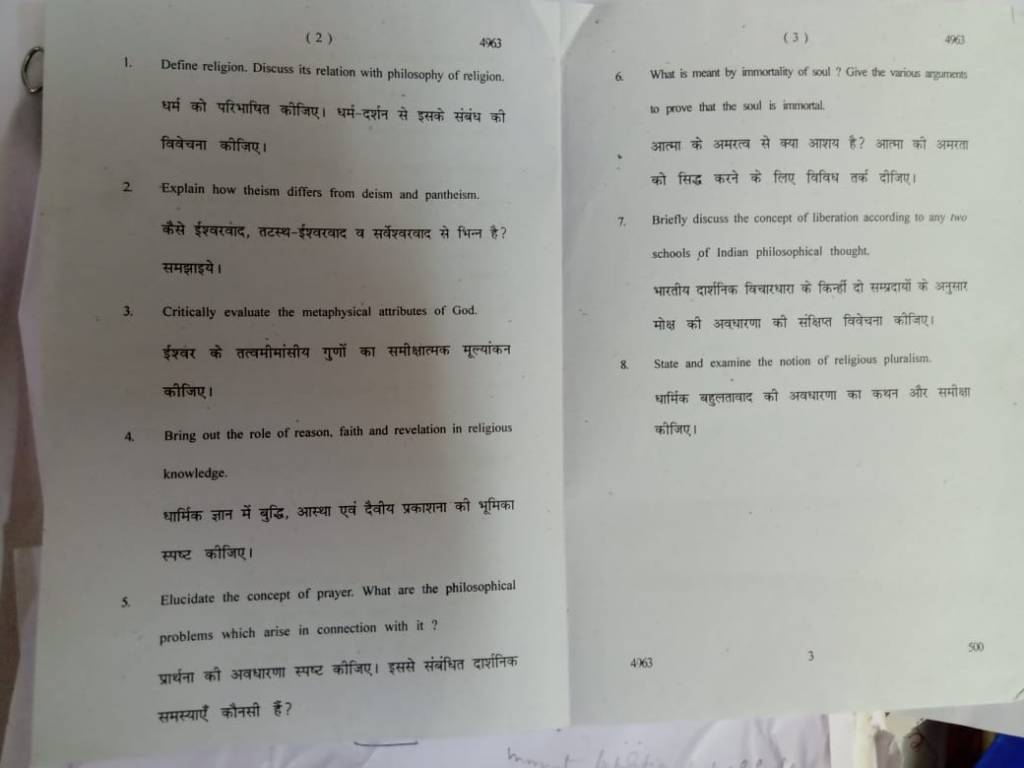 ( 2 )
4963
1. Define religion. Discuss its relation with philosophy of religion.
धर्म को परिभाषित कीजिए। धर्म-दर्शन से इसके संबंध की
विवेचना कीजिए।
2. Explain how theism differs from deism and pantheism.
कैसे ईश्वरवाद, तटस्थ-ईश्वरवाद व सर्वेश्वरवाद से भिन्न है?
समझाइये।
3. Critically evaluate the metaphysical attributes of God.
ईश्वर के तत्वमीमांसीय गुणों का समीक्षात्मक मूल्यांकन
कीजिए।
4. Bring out the role of reason, faith and revelation in religious
knowledge.
धार्मिक ज्ञान में बुद्धि, आस्था एवं दैवीय प्रकाशना की भूमिका
स्पष्ट कीजिए।
5. Elucidate the concept of prayer. What are the philosophical
problems which arise in connection with it ?
प्रार्थना की अवधारणा स्पष्ट कीजिए। इससे संबंधित दार्शनिक
समस्याएँ कौनसी हैं?
( 3 )
4963
6. What is meant by immortality of soul ? Give the various arguments
to prove that the soul is immortal.
आत्मा के अमरत्व से क्या आशय है? आत्मा की अमरता
को सिद्ध करने के लिए विविध तर्क दीजिए।
7. Briefly discuss the concept of liberation according to any two
schools of Indian philosophical thought.
भारतीय दार्शनिक विचारधारा के किन्हीं दो सम्प्रदायों के अनुसार
मोक्ष की अवधारणा की संक्षिप्त विवेचना कीजिए।
8. State and examine the notion of religious pluralism.
धार्मिक बहुलतावाद की अवधारणा का कथन और समीक्षा
कीजिए।
4963
3
500